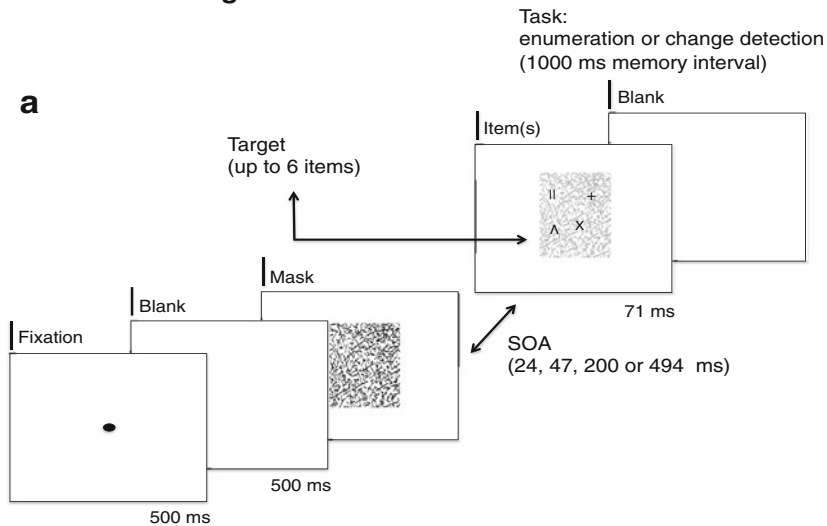 Task:
enumeration or change detection
(1000 ms memory interval)
a
Blank
Item(s)
Target
(up to 6 items)
||
+
^
x
Mask
Blank
71 ms
Fixation
SOA
(24, 47, 200 or 494 ms)
500 ms
500 ms